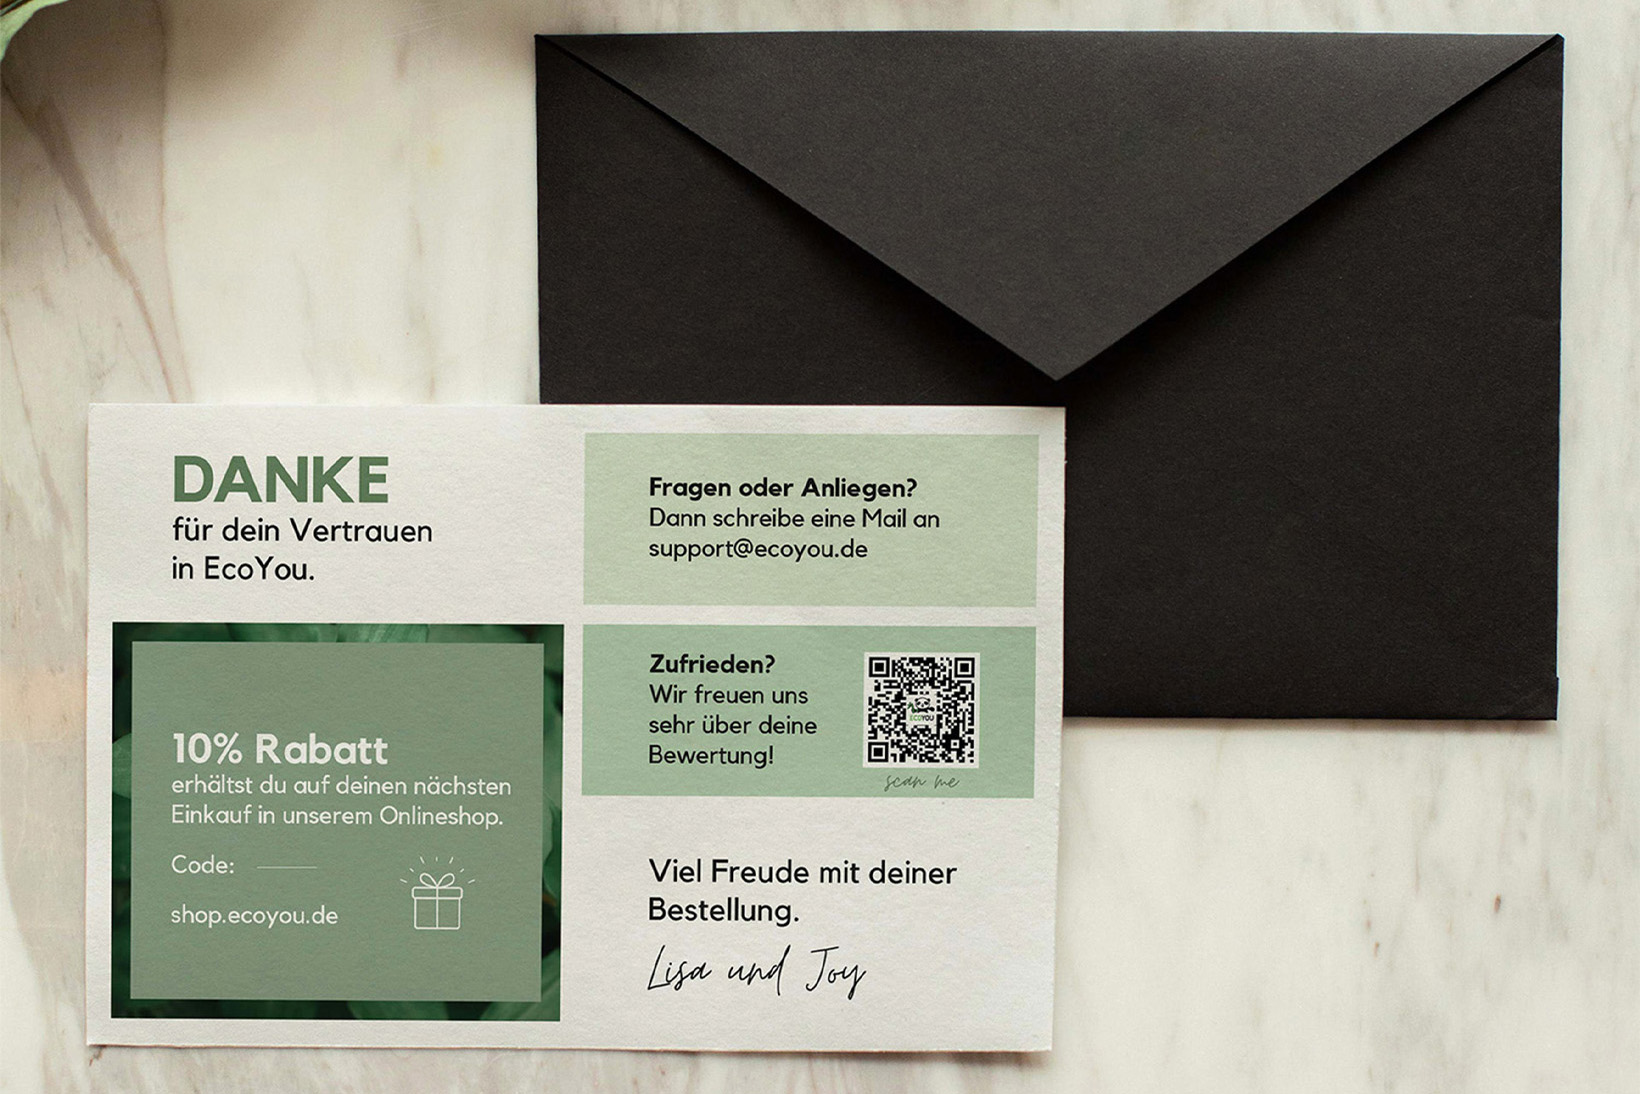 DANKE
für dein Vertrauen
in EcoYou.
10% Rabatt
erhältst du auf deinen nächsten
Einkauf in unserem Onlineshop.
Code:
shop.ecoyou.de
Fragen oder Anliegen?
Dann schreibe eine Mail an
support@ecoyou.de
Zufrieden?
Wir freuen uns
sehr über deine
Bewertung!
ECOYOU
scan me
Viel Freude mit deiner
Bestellung.
Lisa und Joy